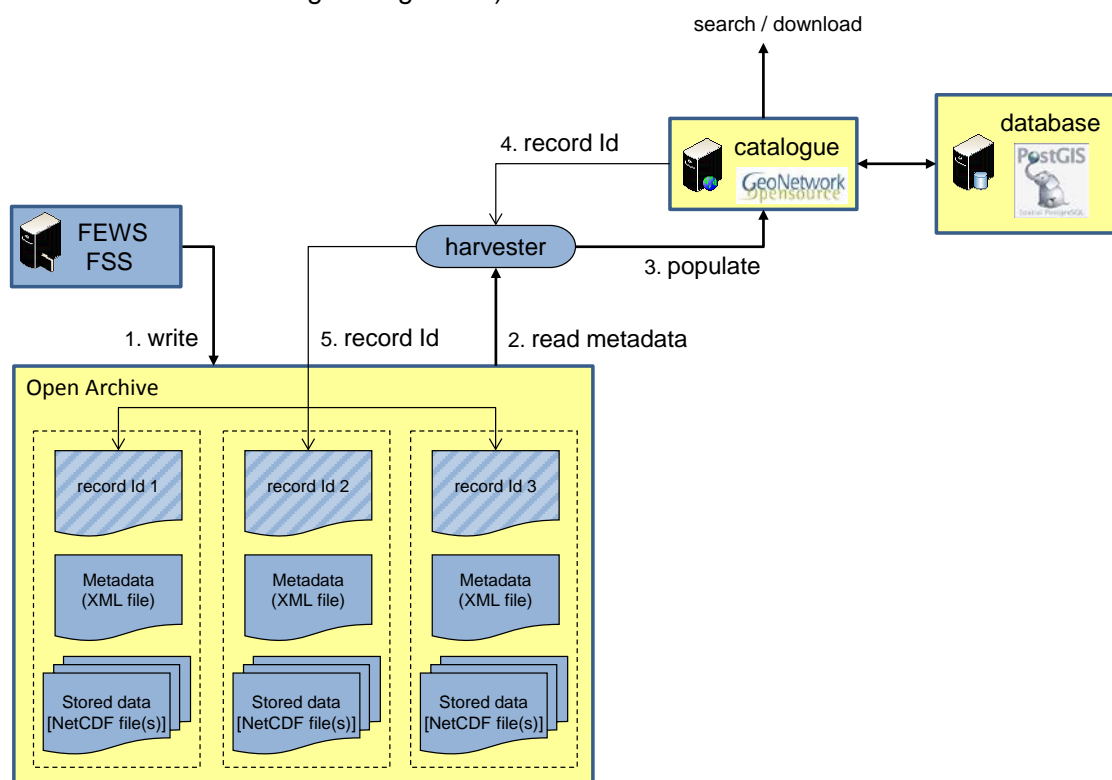 search / download
database
PostGIS
Spatial PostgreSQL
4. record Id
catalogue
GeoNetwork
Opensource
FEWS
FSS
harvester
3. populate
1. write
5. record Id
2. read metadata
Open Archive
record Id 1
record Id 2
record Id 3
Metadata
(XML file)
Metadata
(XML file)
Metadata
(XML file)
Stored data
[NetCDF file(s)]
Stored data
[NetCDF file(s)]
Stored data
[NetCDF file(s)]